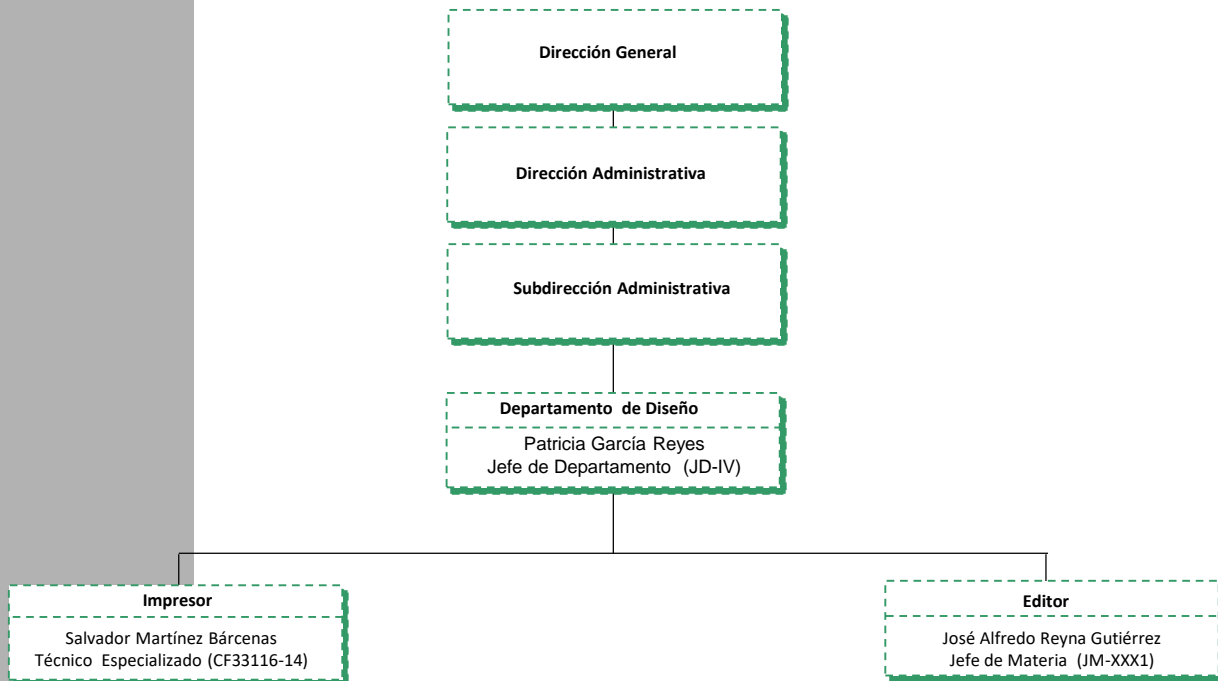 Dirección General
Dirección Administrativa
Subdirección Administrativa
Departamento de Diseño
Patricia García Reyes
Jefe de Departamento (JD-IV)
Impresor
Salvador Martínez Bárcenas
Técnico Especializado (CF33116-14)
Editor
José Alfredo Reyna Gutiérrez
Jefe de Materia (JM-XXX1)